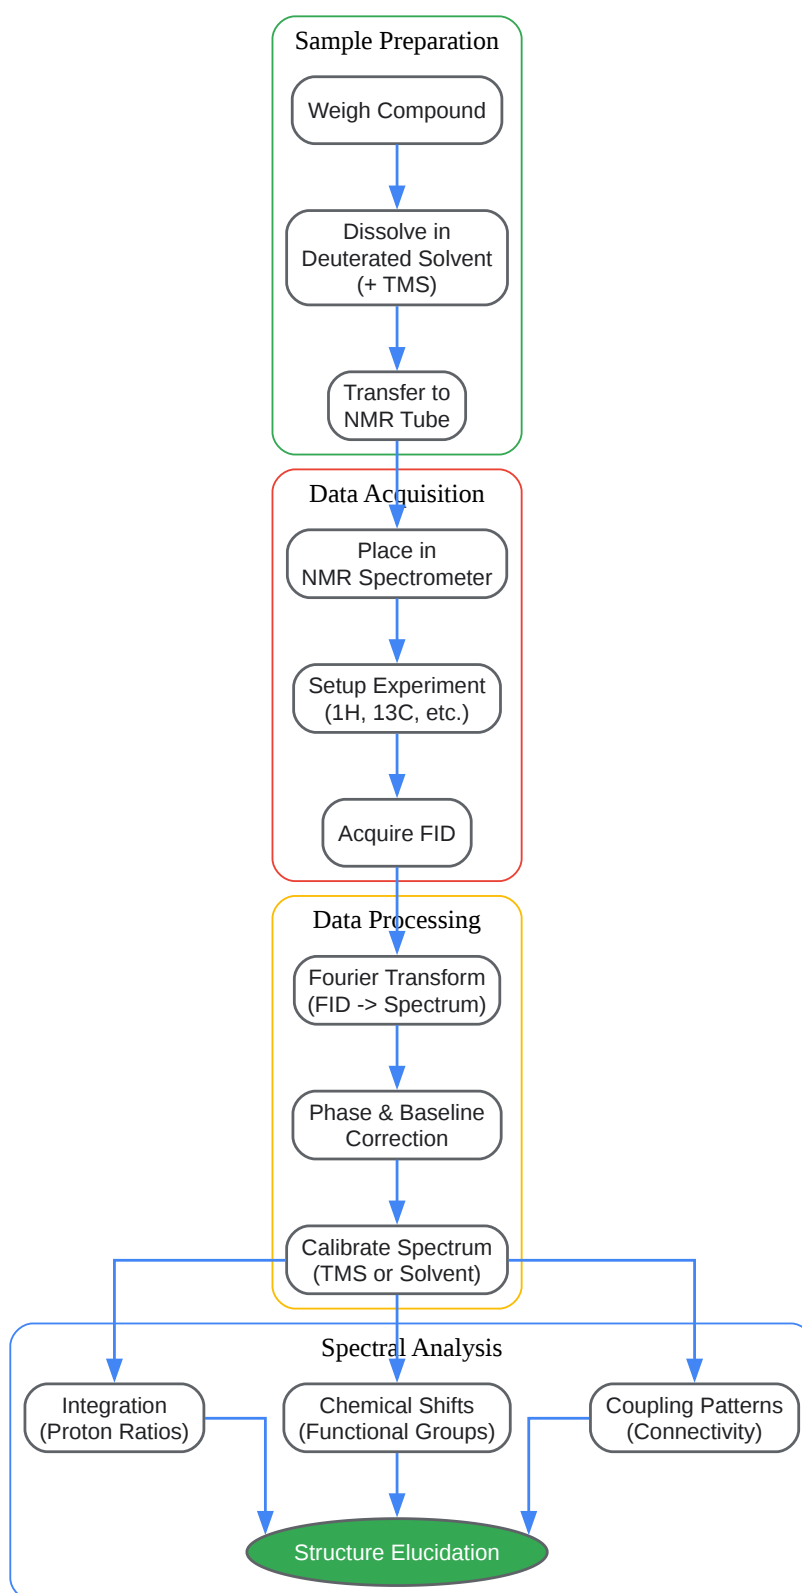 Sample Preparation
Weigh Compound
Dissolve in
Deuterated Solvent
(+ TMS)
Transfer to
NMR Tube
Data Acquisition
Place in
NMR Spectrometer
Setup Experiment
(1H, 13C, etc.)
Acquire FID
Data Processing
Fourier Transform
(FID -> Spectrum)
Phase & Baseline
Correction
Calibrate Spectrum
(TMS or Solvent)
Spectral Analysis
Integration
(Proton Ratios)
Chemical Shifts
(Functional Groups)
Coupling Patterns
(Connectivity)
Structure Elucidation